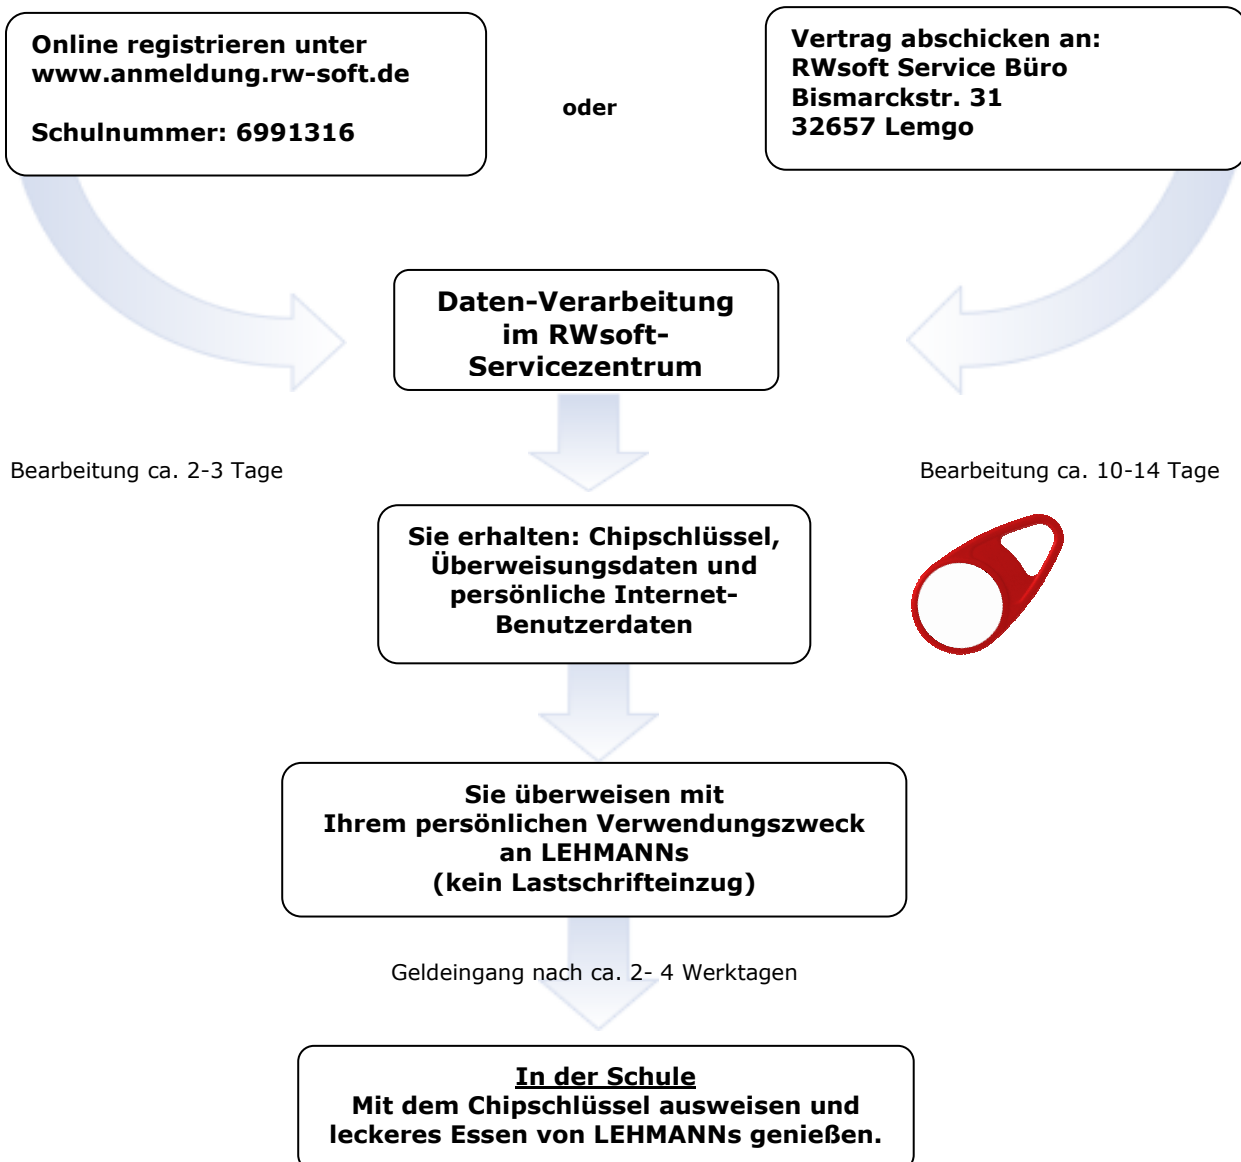 Online registrieren unter
www.anmeldung.rw-soft.de
Schulnummer: 6991316
oder
Vertrag abschicken an:
RWsoft Service Büro
Bismarckstr. 31
32657 Lemgo
Daten-Verarbeitung
im RWsoft-
Servicezentrum
Bearbeitung ca. 2-3 Tage
Bearbeitung ca. 10-14 Tage
Sie erhalten: Chipschlüssel,
Überweisungsdaten und
persönliche Internet-
Benutzerdaten
Sie überweisen mit
Ihrem persönlichen Verwendungszweck
an LEHMANNs
(kein Lastschrifteinzug)
Geldeingang nach ca. 2- 4 Werktagen
In der Schule
Mit dem Chipschlüssel ausweisen und
leckeres Essen von LEHMANNs genießen.